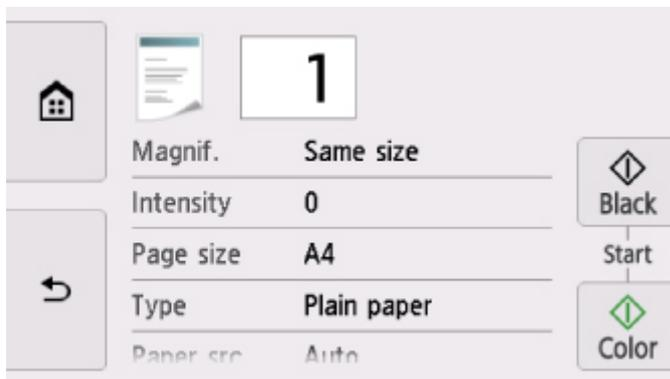 1
Magnif. Same size
Intensity 0
Page size A4
Type Plain paper
Paper src Auto
Black
Start
Color